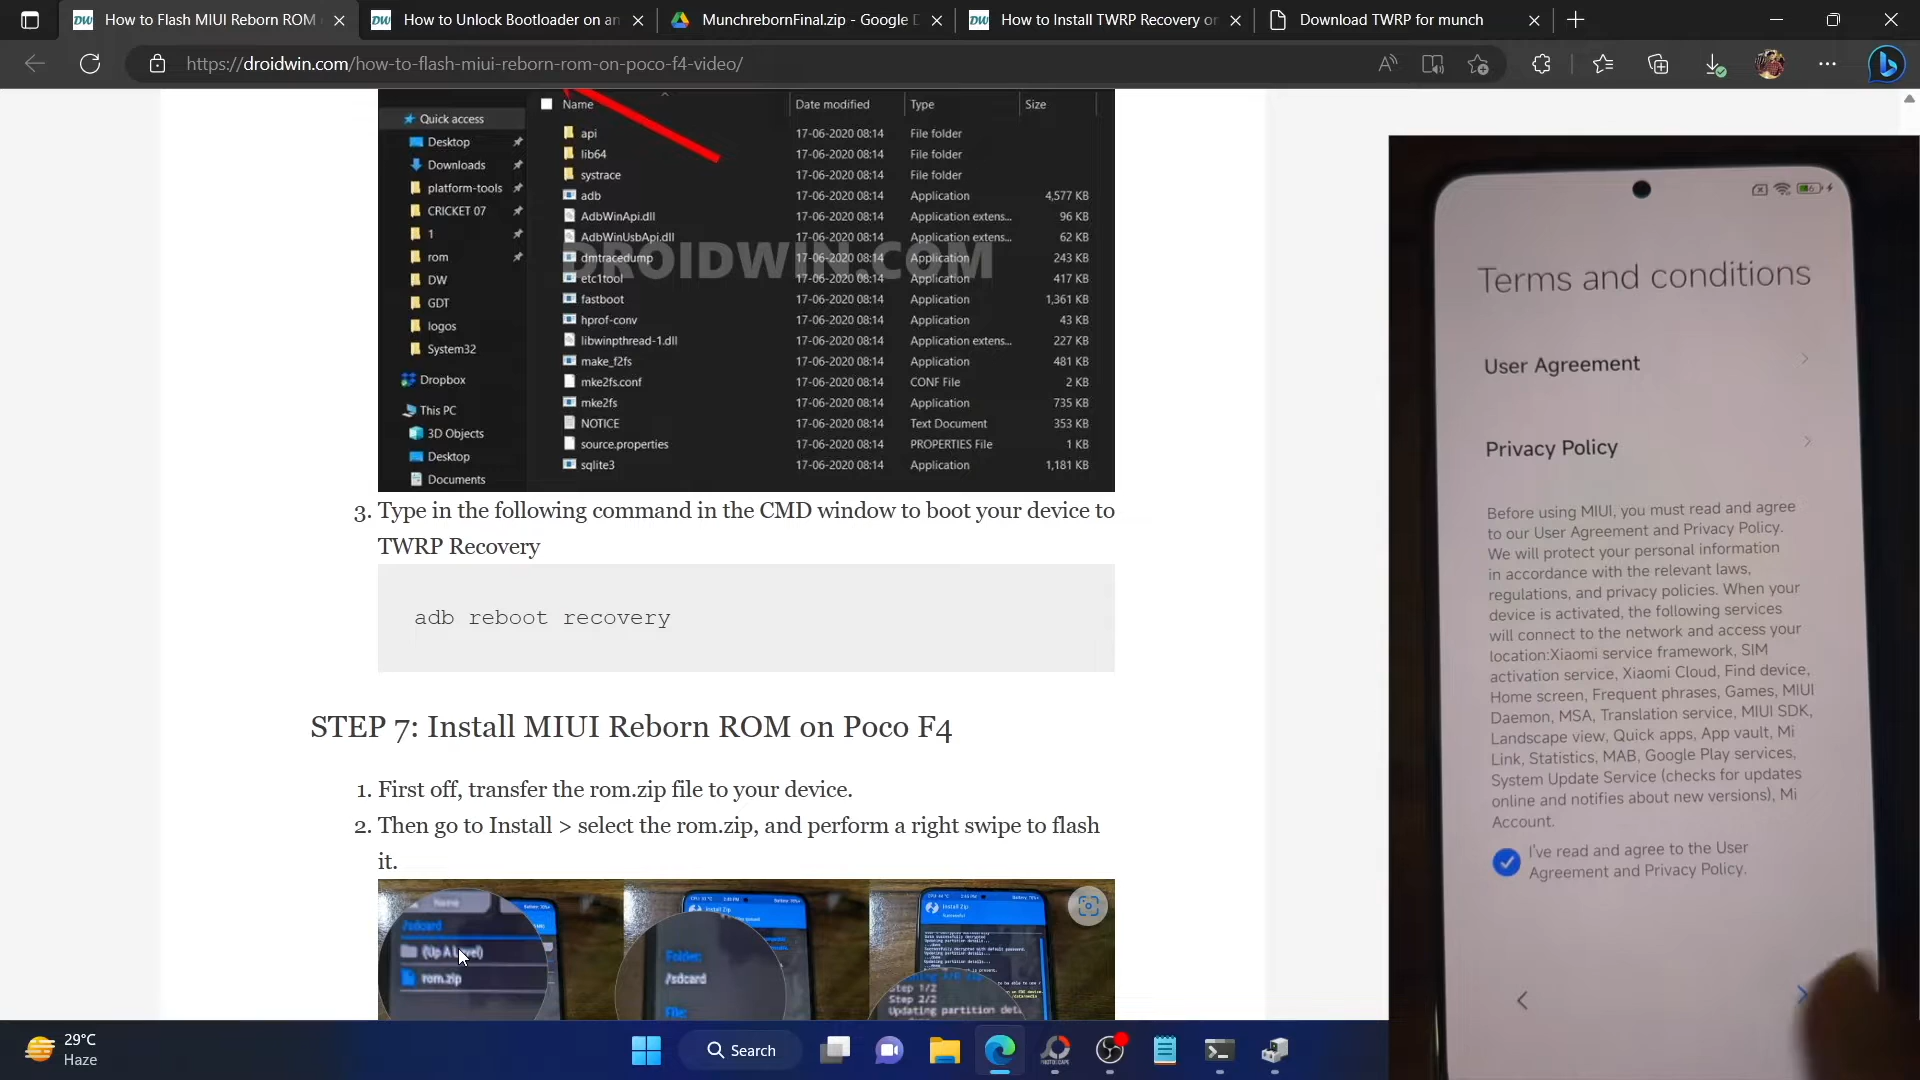 How to Flash MIUI Reborn ROM
How to Unlock Bootloader on an
MunchrebornFinal.zip - Google D
How to Install TWRP Recovery or
Download TWRP for munch
https://droidwin.com/how-to-flash-miui-reborn-rom-on-poco-f4-video/
Name Date modified Type Size
Quick access
Desktop
Downloads
platform-tools
CRICKET 07
1
rom
DW
GDT
logos
System32
Dropbox
This PC
3D Objects
Desktop
Documents
api 17-06-2020 08:14 File folder
lib64 17-06-2020 08:14 File folder
systrace 17-06-2020 08:14 File folder
adb 17-06-2020 08:14 Application 4,577 KB
AdbWinApi.dll 17-06-2020 08:14 Application extens... 96 KB
AdbWinUsbApi.dll 17-06-2020 08:14 Application extens... 62 KB
dmtracedump 17-06-2020 08:14 Application 243 KB
etc1tool 17-06-2020 08:14 Application 417 KB
fastboot 17-06-2020 08:14 Application 1,361 KB
hprof-conv 17-06-2020 08:14 Application 43 KB
libwinpthread-1.dll 17-06-2020 08:14 Application extens... 227 KB
make_f2fs 17-06-2020 08:14 Application 481 KB
mke2fs.conf 17-06-2020 08:14 CONF File 2 KB
mke2fs 17-06-2020 08:14 Application 735 KB
NOTICE 17-06-2020 08:14 Text Document 353 KB
source.properties 17-06-2020 08:14 PROPERTIES File 1 KB
sqlite3 17-06-2020 08:14 Application 1,181 KB
DROIDWIN.COM
3. Type in the following command in the CMD window to boot your device to
TWRP Recovery
adb reboot recovery
STEP 7: Install MIUI Reborn ROM on Poco F4
1. First off, transfer the rom.zip file to your device.
2. Then go to Install > select the rom.zip, and perform a right swipe to flash
it.
Name
/sdcard
(Up A Level)
rom.zip
Install Zip
Folder:
/sdcard
File:
Install Zip
Successful
Step 1/2
Step 2/2
Updating partition deta
Terms and conditions
User Agreement
Privacy Policy
Before using MIUI, you must read and agree
to our User Agreement and Privacy Policy.
We will protect your personal information
in accordance with the relevant laws,
regulations, and privacy policies. When your
device is activated, the following services
will connect to the network and access your
location:Xiaomi service framework, SIM
activation service, Xiaomi Cloud, Find device,
Home screen, Frequent phrases, Games, MIUI
Daemon, MSA, Translation service, MIUI SDK,
Landscape view, Quick apps, App vault, Mi
Link, Statistics, MAB, Google Play services,
System Update Service (checks for updates
online and notifies about new versions), Mi
Account.
I've read and agree to the User
Agreement and Privacy Policy.
29°C
Haze
Search